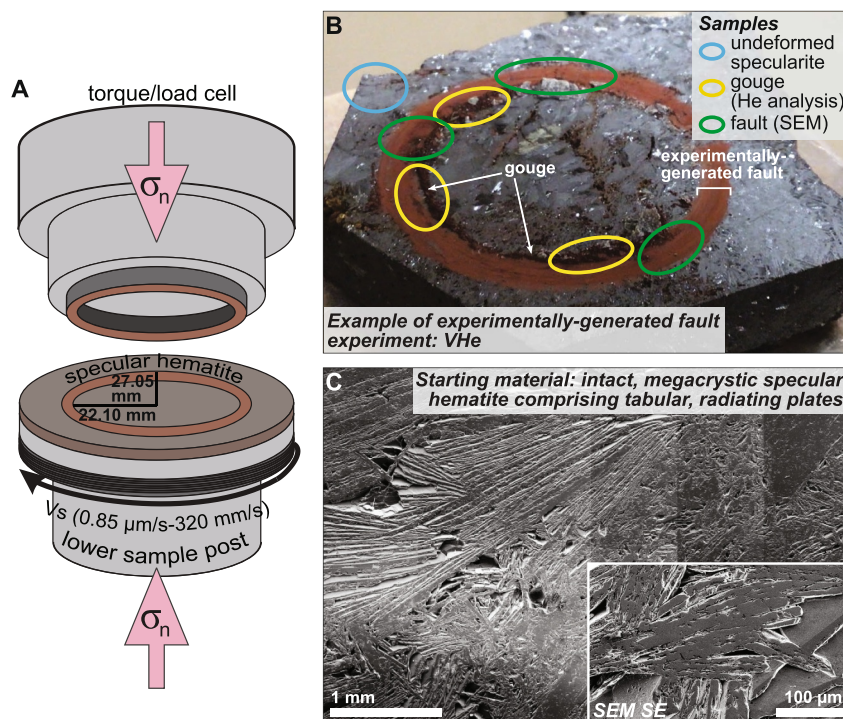 A
torque/load cell
σn
specular hematite
27.05
mm
22.10 mm
Vs (0.85 µm/s-320 mm/s)
lower sample post
σn
B
Samples
undeformed
specularite
gouge
(He analysis)
fault (SEM)
experimentally-
generated fault
gouge
Example of experimentally-generated fault
experiment: VHe
C
Starting material: intact, megacrystic specular
hematite comprising tabular, radiating plates
1 mm
SEM SE
100 µm